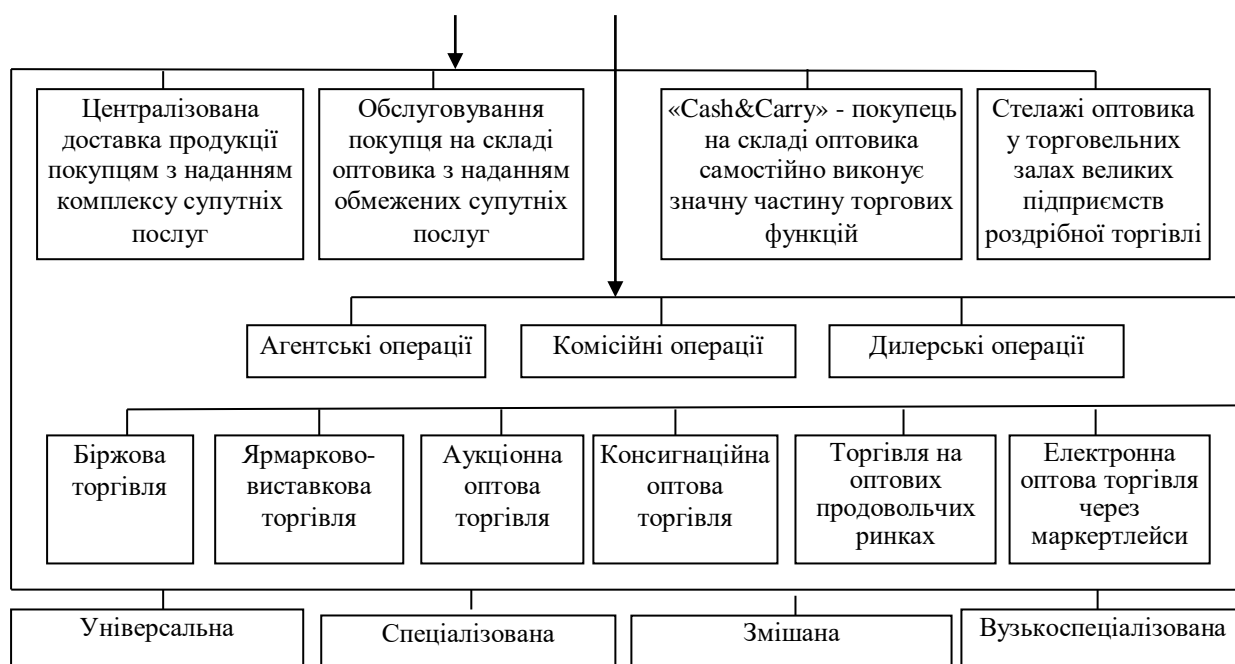 Централізована
доставка продукції
покупцям з наданням
комплексу супутніх
послуг
Обслуговування
покупця на складі
оптовика з наданням
обмежених супутніх
послуг
«Cash&Carry» - покупець
на складі оптовика
самостійно виконує
значну частину торгових
функцій
Стелажі оптовика
у торговельних
залах великих
підприємств
роздрібної торгівлі
Агентські операції
Комісійні операції
Дилерські операції
Біржова
торгівля
Ярмарково-
виставкова
торгівля
Аукціонна
оптова
торгівля
Консигнаційна
оптова
торгівля
Торгівля на
оптових
продовольчих
ринках
Електронна
оптова торгівля
через
маркертлейси
Універсальна
Спеціалізована
Змішана
Вузькоспеціалізована